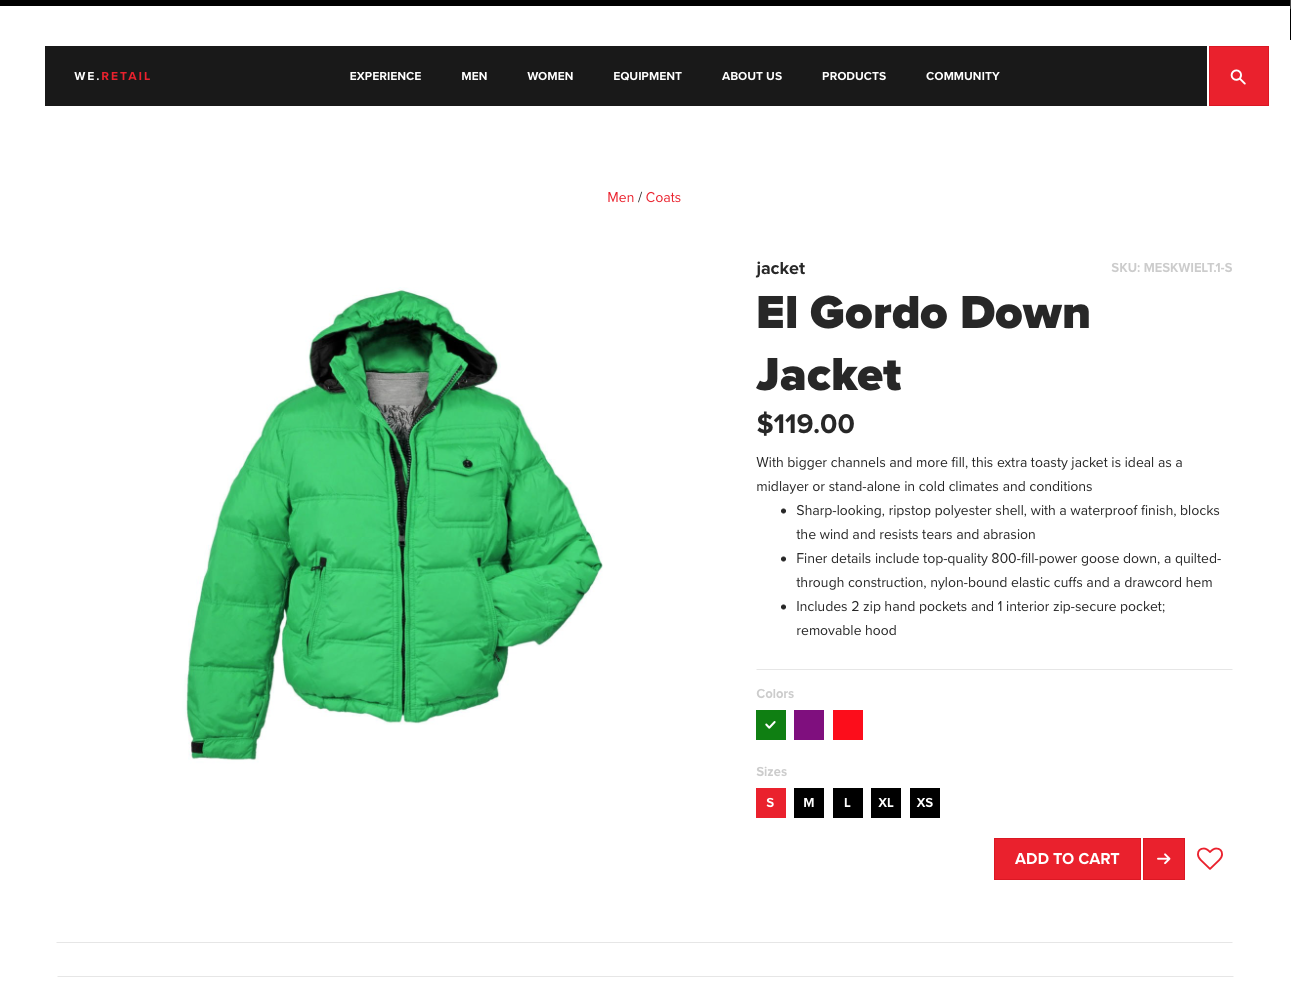 WE.RETAIL EXPERIENCE MEN WOMEN EQUIPMENT ABOUT US PRODUCTS COMMUNITY
Men / Coats
jacket SKU: MESKWIELT.1-S
El Gordo Down
Jacket
$119.00
With bigger channels and more fill, this extra toasty jacket is ideal as a
midlayer or stand-alone in cold climates and conditions
Sharp-looking, ripstop polyester shell, with a waterproof finish, blocks
the wind and resists tears and abrasion
Finer details include top-quality 800-fill-power goose down, a quilted-
through construction, nylon-bound elastic cuffs and a drawcord hem
Includes 2 zip hand pockets and 1 interior zip-secure pocket;
removable hood
Colors
Sizes
S M L XL XS
ADD TO CART